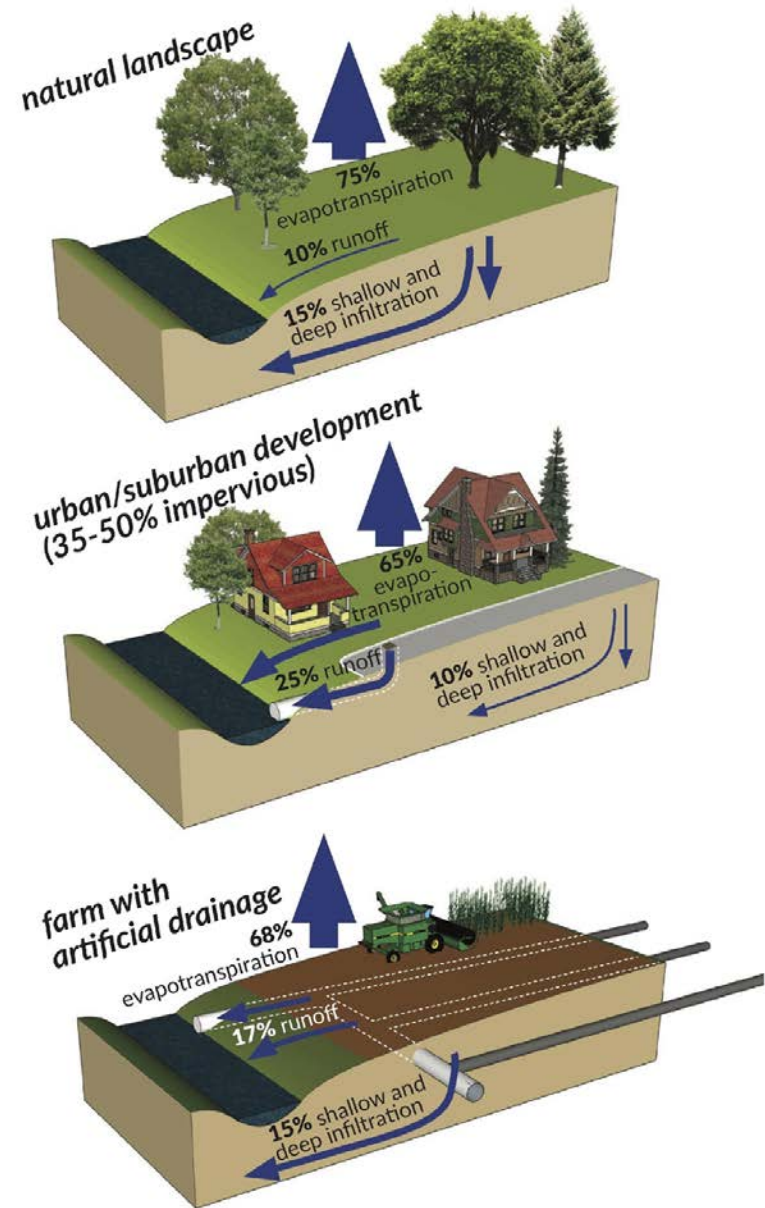 natural landscape
75%
evapotranspiration
10% runoff
15% shallow and
deep infiltration
urban/suburban development
(35-50% impervious)
65%
evapo-
transpiration
25% runoff
10% shallow and
deep infiltration
farm with
artificial drainage
68%
evapotranspiration
17% runoff
15% shallow and
deep infiltration